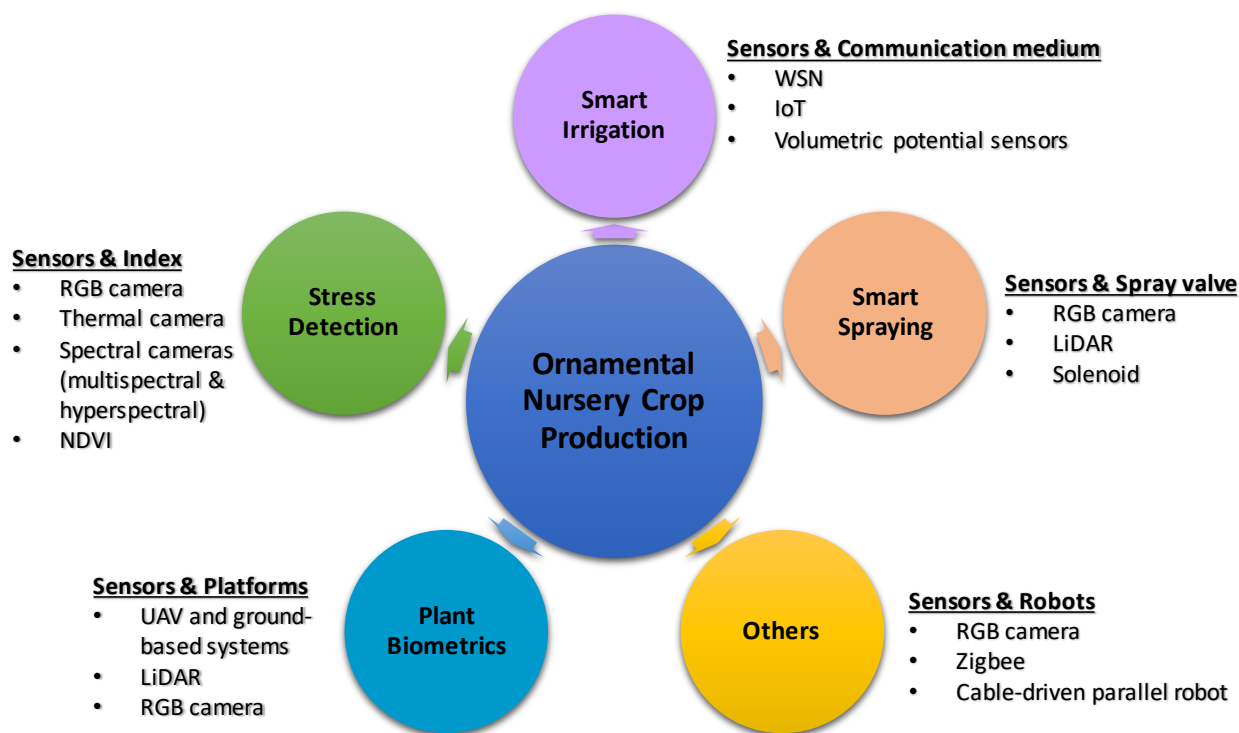 Smart
Irrigation
Sensors & Communication medium
• WSN
• IoT
• Volumetric potential sensors
Stress
Detection
Sensors & Index
• RGB camera
• Thermal camera
• Spectral cameras
(multispectral &
hyperspectral)
• NDVI
Smart
Spraying
Sensors & Spray valve
• RGB camera
• LiDAR
• Solenoid
Ornamental
Nursery Crop
Production
Plant
Biometrics
Sensors & Platforms
• UAV and ground-
based systems
• LiDAR
• RGB camera
Others
Sensors & Robots
• RGB camera
• Zigbee
• Cable-driven parallel robot